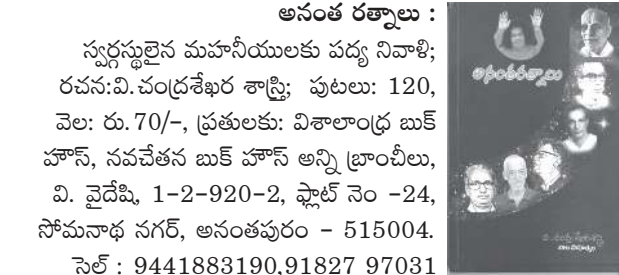 అనంత రత్నాలు :
స్వర్గస్థులైన మహనీయులకు పద్య నివాళి;
రచన:వి.చంద్రశేఖర శాస్త్రి; పుటలు: 120,
వెల: రు.70/-, ప్రతులకు: విశాలాంధ్ర బుక్
హౌస్, నవచేతన బుక్ హౌస్ అన్ని బ్రాంచీలు,
వి. వైదేషి, 1-2-920-2, ఫ్లాట్ నెం -24,
సోమనాథ నగర్, అనంతపురం - 515004.
సెల్ : 9441883190,91827 97031
అనంతరత్నాలు